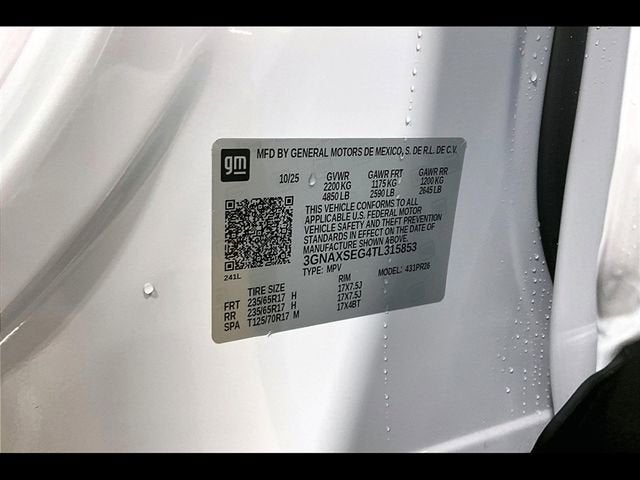 gm
MFD BY GENERAL MOTORS DE MEXICO, S. DE R.L. DE C.V.
10/25 GVWR GAWR FRT GAWR RR
2200 KG 1175 KG 1200 KG
4850 LB 2590 LB 2645 LB
THIS VEHICLE CONFORMS TO ALL
APPLICABLE U.S. FEDERAL MOTOR
VEHICLE SAFETY AND THEFT PREVENTION
STANDARDS IN EFFECT ON THE DATE OF
MANUFACTURE SHOWN ABOVE.
3GNAXSEG4TL315853
TYPE: MPV MODEL: 431PR26
241L
TIRE SIZE RIM
FRT 235/65R17 H 17X7.5J
RR 235/65R17 H 17X7.5J
SPA T125/70R17 M 17X4BT